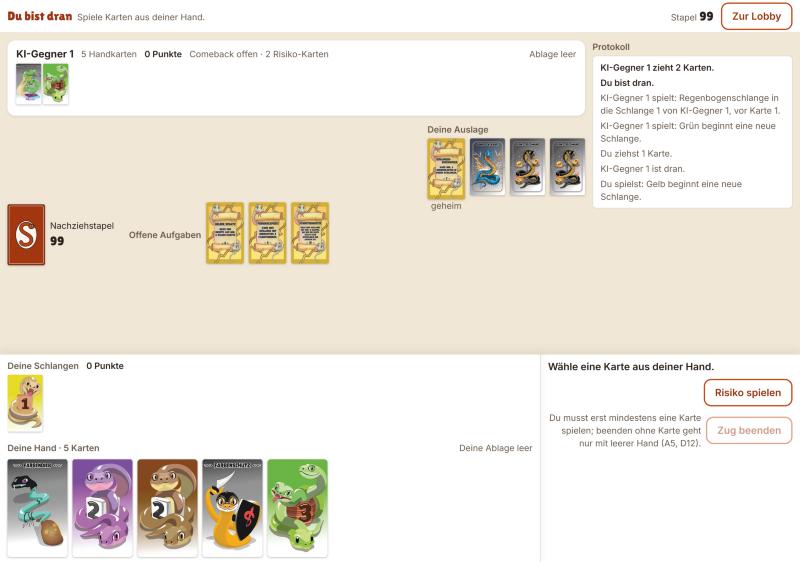 Du bist dran Spiele Karten aus deiner Hand.
Stapel 99 Zur Lobby
KI-Gegner 1 5 Handkarten 0 Punkte Comeback offen · 2 Risiko-Karten Ablage leer
Protokoll
KI-Gegner 1 zieht 2 Karten.
Du bist dran.
KI-Gegner 1 spielt: Regenbogenschlange in
die Schlange 1 von KI-Gegner 1, vor Karte 1.
KI-Gegner 1 spielt: Grün beginnt eine neue
Schlange.
Du ziehst 1 Karte.
KI-Gegner 1 ist dran.
Du spielst: Gelb beginnt eine neue
Schlange.
Deine Auslage
geheim
S
Nachziehstapel
99
Offene Aufgaben
Deine Schlangen 0 Punkte
1
Wähle eine Karte aus deiner Hand.
Risiko spielen
Du musst erst mindestens eine Karte
spielen; beenden ohne Karte geht
nur mit leerer Hand (A5, D12).
Zug beenden
Deine Hand · 5 Karten Deine Ablage leer
FARBENDIEB
2
2
FARBENSCHUTZ
3